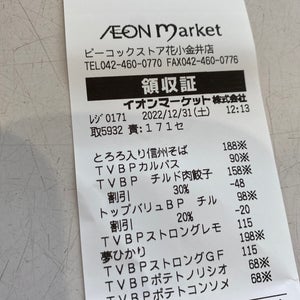 ÆON Market
ピーコックストア花小金井店
TEL042-460-0770 FAX042-460-0776
領収証
イオンマーケット株式会社
レジ0171 2022/12/31(土) 12:13
取5932 責:171セ
とろろ入り信州そば 188※
TVBPカルパス 90※
TVBP チルド肉餃子 158※
割引 30% -48
トップバリュBP チル 98※
割引 20% -20
TVBPストロングレモ 115
夢ひかり 198※
TVBPストロングGF 115
TVBPポテトノリシオ 68※
TVBPポテトコンソメ 68※